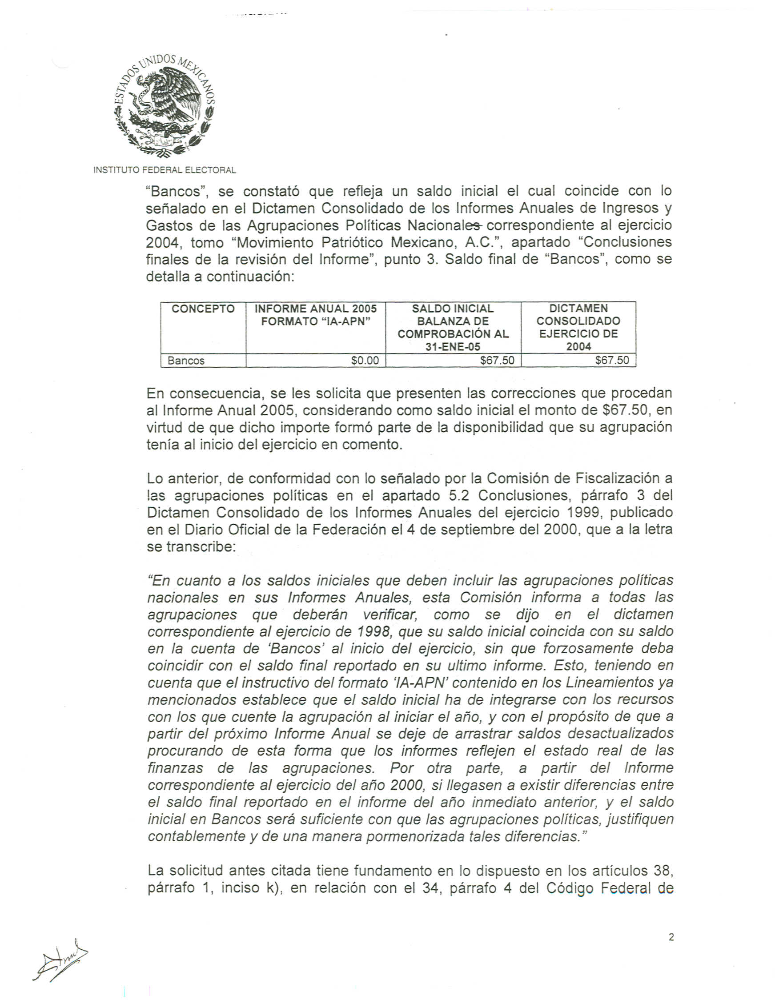 ESTADOS UNIDOS MEXICANOS
INSTITUTO FEDERAL ELECTORAL
“Bancos”, se constató que refleja un saldo inicial el cual coincide con lo
señalado en el Dictamen Consolidado de los Informes Anuales de Ingresos y
Gastos de las Agrupaciones Políticas Nacionales correspondiente al ejercicio
2004, tomo “Movimiento Patriótico Mexicano, A.C.”, apartado “Conclusiones
finales de la revisión del Informe”, punto 3. Saldo final de “Bancos”, como se
detalla a continuación:
CONCEPTO INFORME ANUAL 2005 SALDO INICIAL DICTAMEN
FORMATO “IA-APN” BALANZA DE CONSOLIDADO
COMPROBACIÓN AL EJERCICIO DE
31-ENE-05 2004
Bancos $0.00 $67.50 $67.50
En consecuencia, se les solicita que presenten las correcciones que procedan
al Informe Anual 2005, considerando como saldo inicial el monto de $67.50, en
virtud de que dicho importe formó parte de la disponibilidad que su agrupación
tenía al inicio del ejercicio en comento.
Lo anterior, de conformidad con lo señalado por la Comisión de Fiscalización a
las agrupaciones políticas en el apartado 5.2 Conclusiones, párrafo 3 del
Dictamen Consolidado de los Informes Anuales del ejercicio 1999, publicado
en el Diario Oficial de la Federación el 4 de septiembre del 2000, que a la letra
se transcribe:
“En cuanto a los saldos iniciales que deben incluir las agrupaciones políticas
nacionales en sus Informes Anuales, esta Comisión informa a todas las
agrupaciones que deberán verificar, como se dijo en el dictamen
correspondiente al ejercicio de 1998, que su saldo inicial coincida con su saldo
en la cuenta de ‘Bancos’ al inicio del ejercicio, sin que forzosamente deba
coincidir con el saldo final reportado en su ultimo informe. Esto, teniendo en
cuenta que el instructivo del formato ‘IA-APN’ contenido en los Lineamientos ya
mencionados establece que el saldo inicial ha de integrarse con los recursos
con los que cuente la agrupación al iniciar el año, y con el propósito de que a
partir del próximo Informe Anual se deje de arrastrar saldos desactualizados
procurando de esta forma que los informes reflejen el estado real de las
finanzas de las agrupaciones. Por otra parte, a partir del Informe
correspondiente al ejercicio del año 2000, si llegasen a existir diferencias entre
el saldo final reportado en el informe del año inmediato anterior, y el saldo
inicial en Bancos será suficiente con que las agrupaciones políticas, justifiquen
contablemente y de una manera pormenorizada tales diferencias.”
La solicitud antes citada tiene fundamento en lo dispuesto en los artículos 38,
párrafo 1, inciso k), en relación con el 34, párrafo 4 del Código Federal de
2